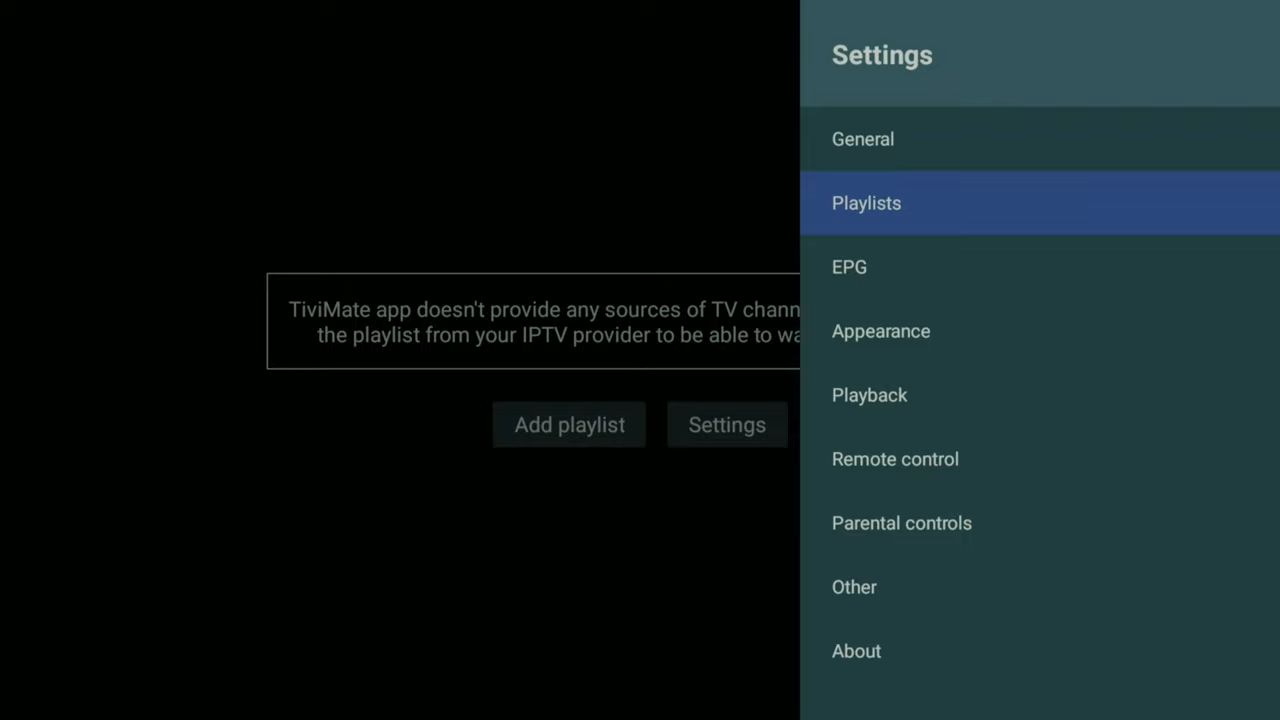 Settings
General
Playlists
EPG
Appearance
Playback
Remote control
Parental controls
Other
About
TiviMate app doesn't provide any sources of TV
the playlist from your IPTV provider to be able to
Add playlist
Settings